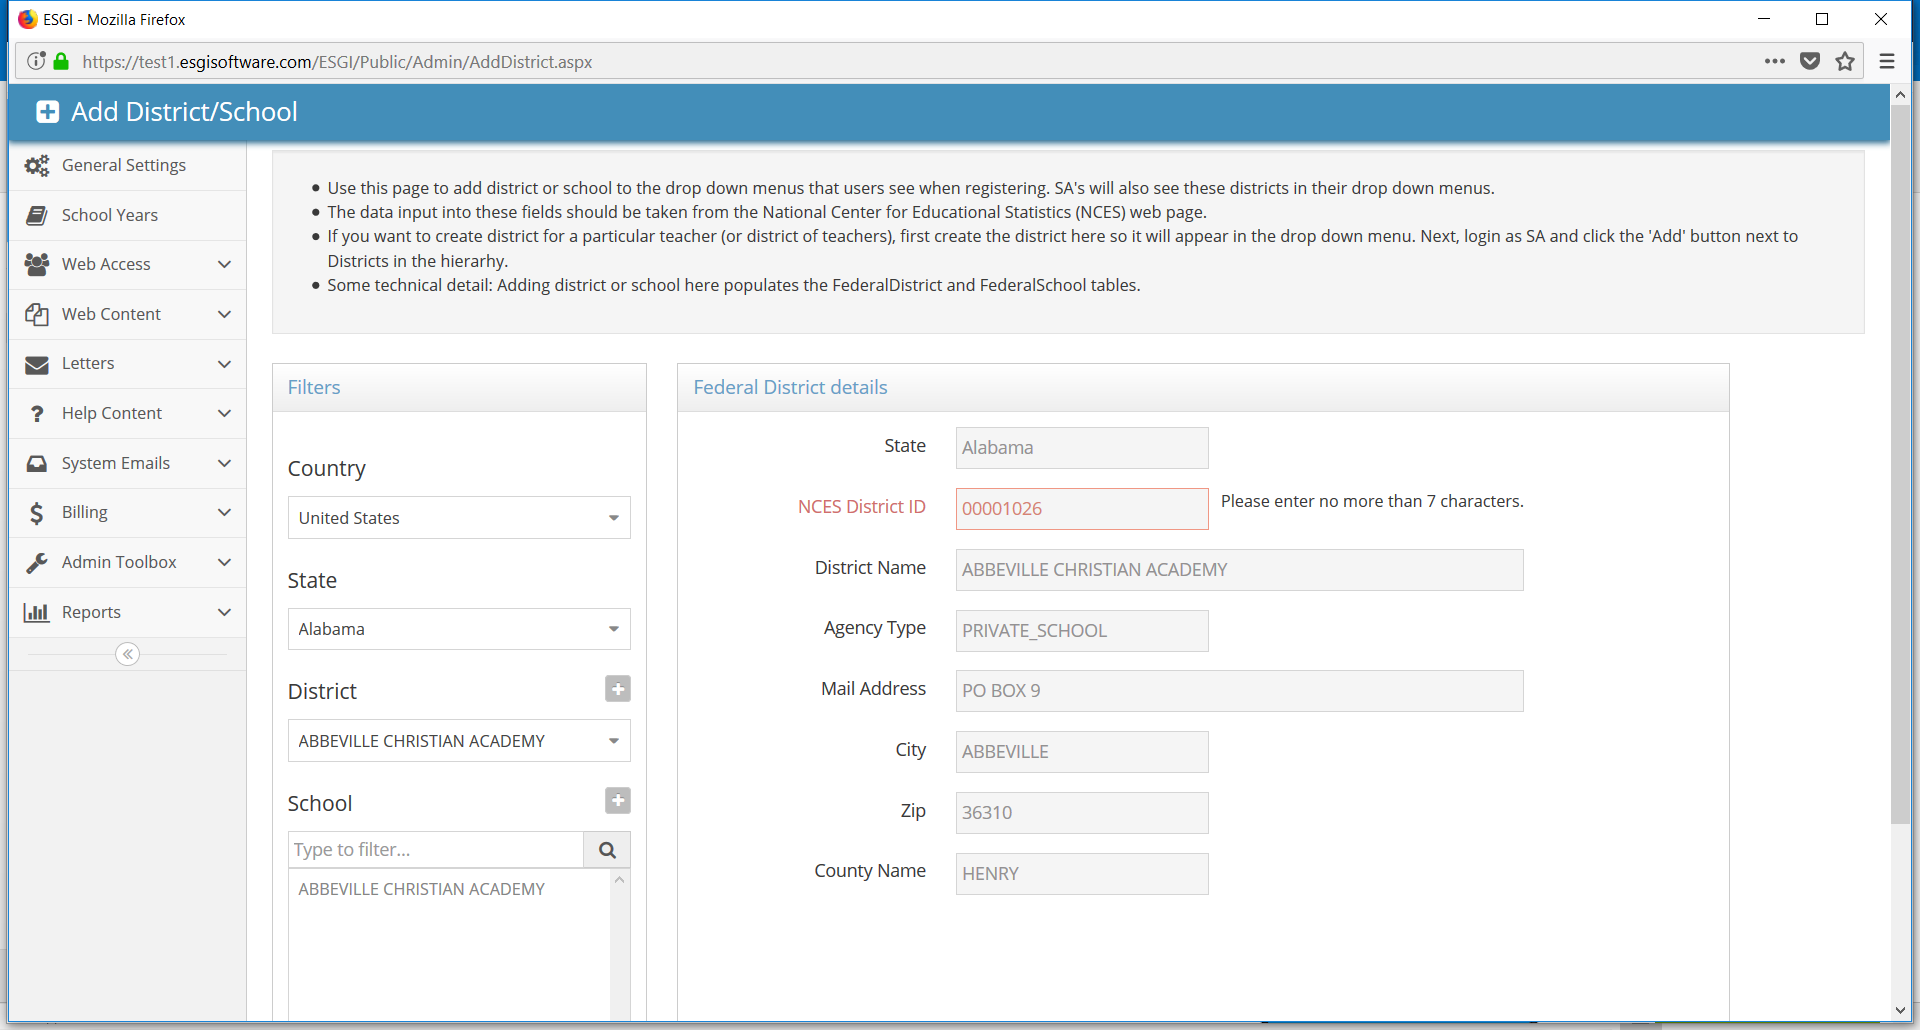 ESGI - Mozilla Firefox
https://test1.esgisoftware.com/ESGI/Public/Admin/AddDistrict.aspx
Add District/School
General Settings
School Years
Web Access
Web Content
Letters
Help Content
System Emails
Billing
Admin Toolbox
Reports
Use this page to add district or school to the drop down menus that users see when registering. SA's will also see these districts in their drop down menus.
The data input into these fields should be taken from the National Center for Educational Statistics (NCES) web page.
If you want to create district for a particular teacher (or district of teachers), first create the district here so it will appear in the drop down menu. Next, login as SA and click the 'Add' button next to
Districts in the hierarhy.
Some technical detail: Adding district or school here populates the FederalDistrict and FederalSchool tables.
Filters
Country
United States
State
Alabama
District
ABBEVILLE CHRISTIAN ACADEMY
School
Type to filter...
ABBEVILLE CHRISTIAN ACADEMY
Federal District details
State Alabama
NCES District ID 00001026 Please enter no more than 7 characters.
District Name ABBEVILLE CHRISTIAN ACADEMY
Agency Type PRIVATE_SCHOOL
Mail Address PO BOX 9
City ABBEVILLE
Zip 36310
County Name HENRY